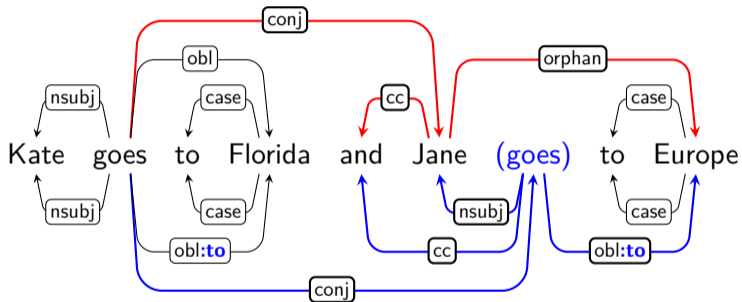 conj
obl orphan
nsubj case cc case
Kate goes to Florida and Jane (goes) to Europe
nsubj case nsubj case
obl:to cc obl:to
conj